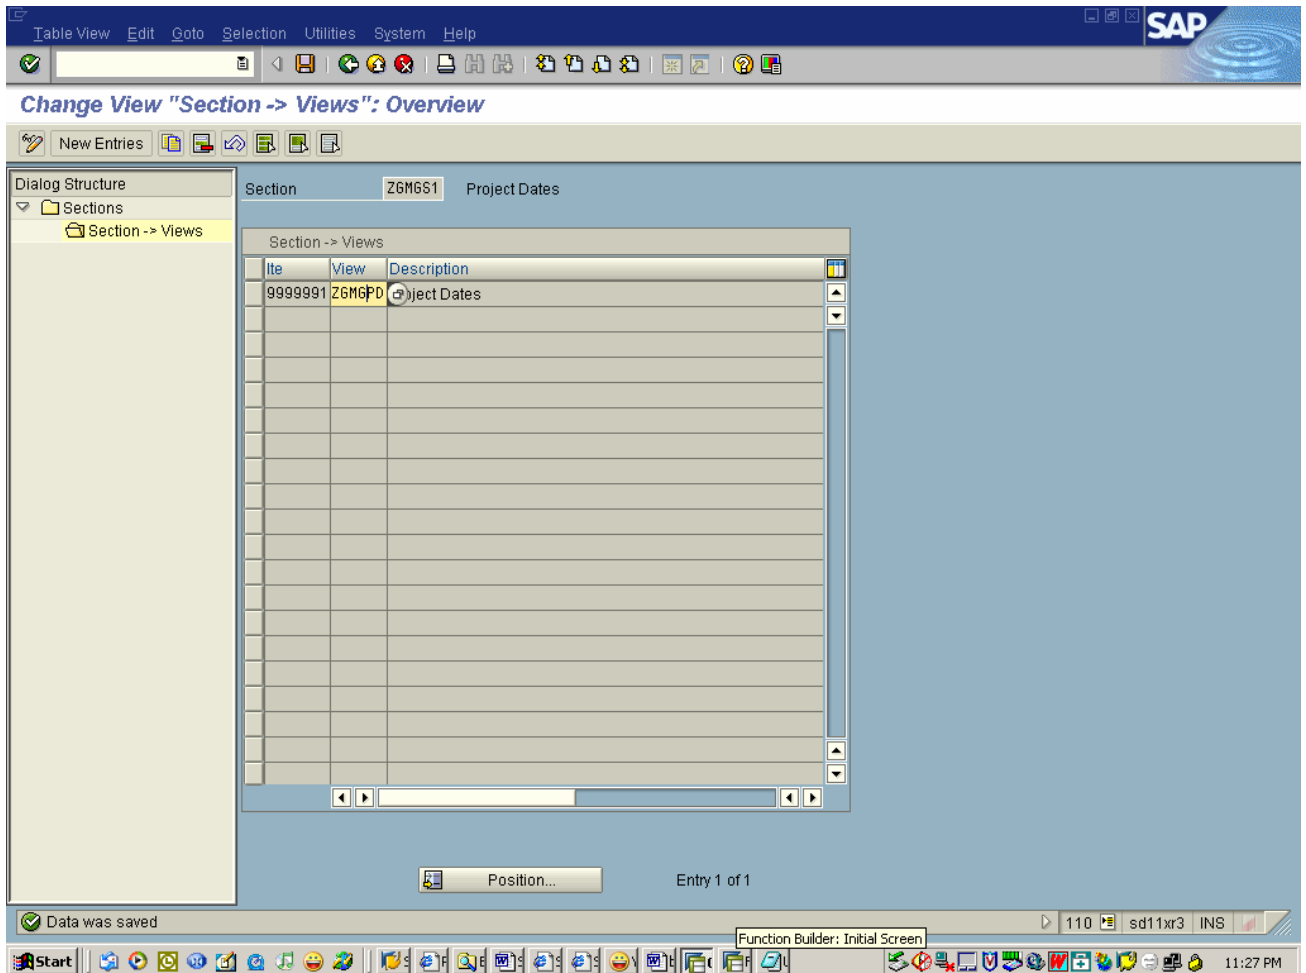 Table View Edit Goto Selection Utilities System Help
SAP
Change View "Section -> Views": Overview
New Entries
Dialog Structure
Sections
Section -> Views
Section ZGMGS1 Project Dates
Section -> Views
Ite View Description
9999991 ZGMGPD ject Dates
Position... Entry 1 of 1
Data was saved
110 sd11xr3 INS
Function Builder: Initial Screen
Start
11:27 PM